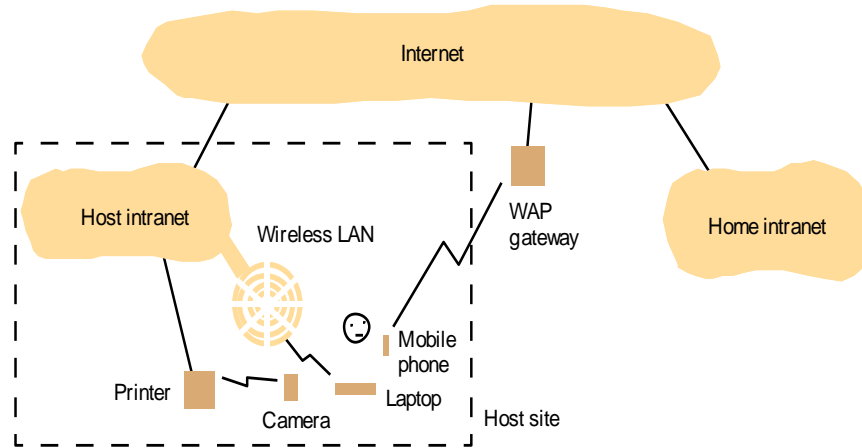 Internet
Host intranet
Wireless LAN
WAP
gateway
Home intranet
Mobile
phone
Printer
Camera
Laptop
Host site